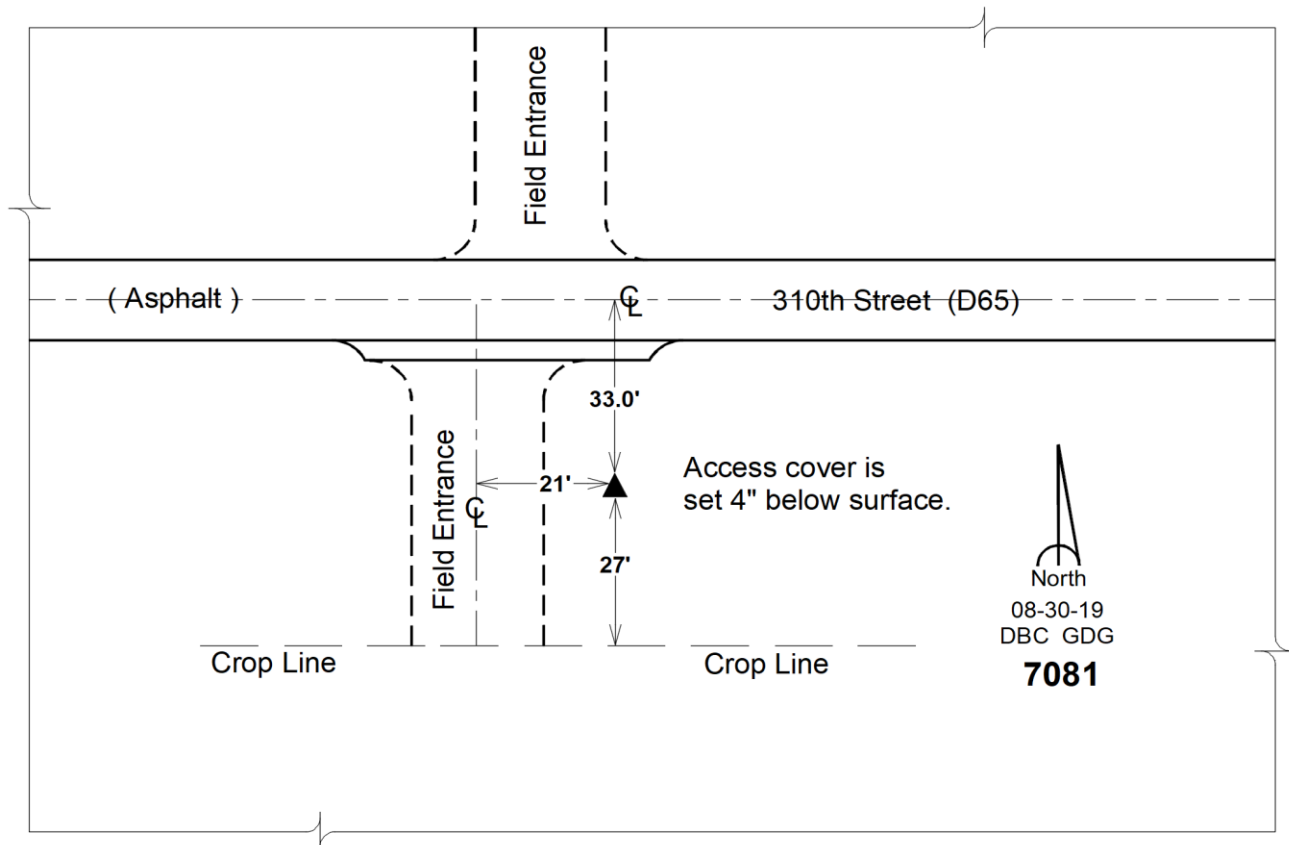 Field Entrance
( Asphalt )
℄
310th Street (D65)
33.0'
Access cover is
set 4" below surface.
21'
℄
Field Entrance
27'
North
08-30-19
DBC GDG
7081
Crop Line
Crop Line